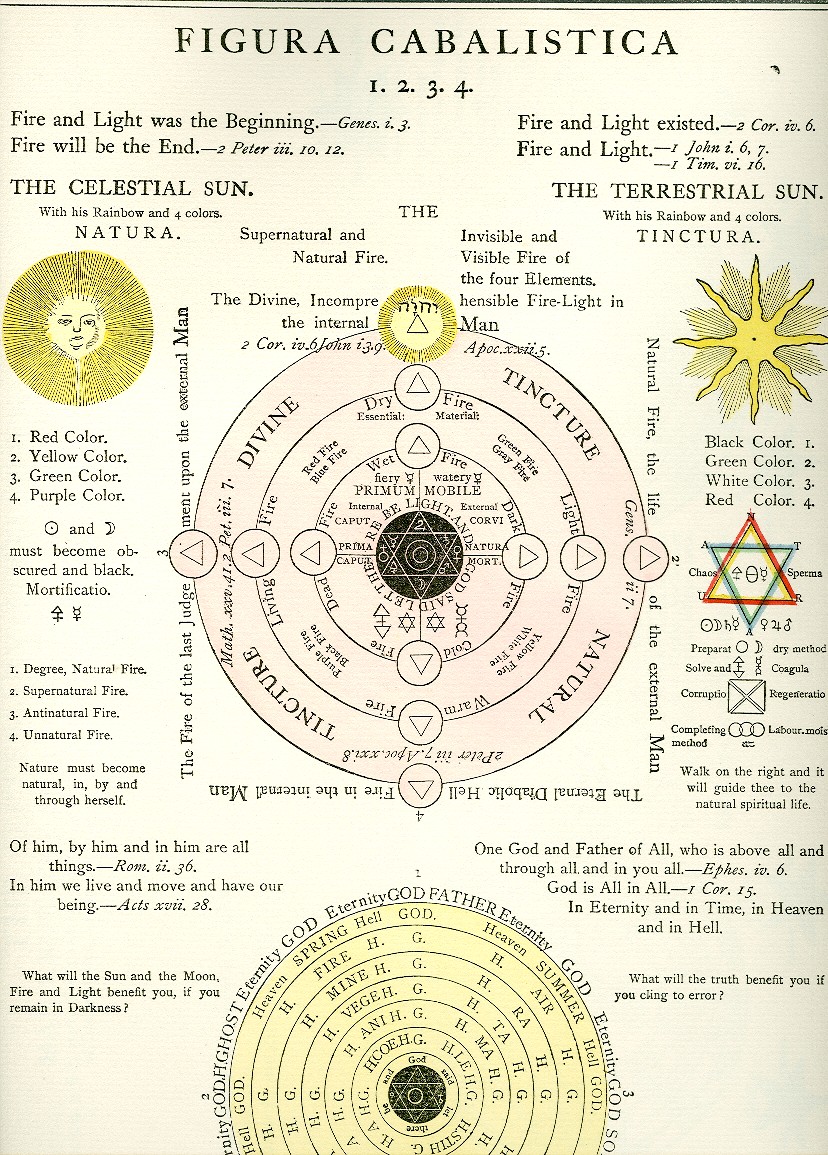 FIGURA CABALISTICA
1. 2. 3. 4.
Fire and Light was the Beginning.—Genes. i. 3.
Fire will be the End.—2 Peter iii. 10. 12.
Fire and Light existed.—2 Cor. iv. 6.
Fire and Light.—1 John i. 6, 7.
—1 Tim. vi. 16.
THE CELESTIAL SUN.
With his Rainbow and 4 colors.
NATURA.
THE TERRESTRIAL SUN.
With his Rainbow and 4 colors.
TINCTURA.
THE
Supernatural and
Natural Fire.
Invisible and
Visible Fire of
the four Elements.
The Divine, Incompre
hensible Fire-Light in
the internal
Man
יהוה
2 Cor. iv.6 John i 3.9.
Apoc.xxii.5.
1. Red Color.
2. Yellow Color.
3. Green Color.
4. Purple Color.
☉ and ☽
must become ob-
scured and black.
Mortificatio.
🜍 ☿
1. Degree, Natural Fire.
2. Supernatural Fire.
3. Antinatural Fire.
4. Unnatural Fire.
Nature must become
natural, in, by and
through herself.
The Fire of the last Judgement upon the external Man
3
DIVINE
TINCTURE
NATURAL
TINCTURE
Math. xxv.41.2 Pet. iii. 7.
Gens. ii 7.
2Peter iii 7. Apoc.xxi.8
Dry Fire
Essential: Material:
Red Fire
Blue Fire
Green Fire
Gray Fire
Wet Fire
fiery ☿ watery ☿
PRIMUM MOBILE
Internal External
CAPUT CORVI
PRIMA NATURA
CAPUT MORT.
GOD SAID LET THERE BE LIGHT. AND
Living Fire
Dead Fire
Dark Fire
Light Fire
Cold Fire
Warm Fire
Purple Fire
Black Fire
Yellow Fire
White Fire
2
4
The Eternal Diabolic Hell Fire in the internal Man
Natural Fire, the life of the external Man
Black Color. 1.
Green Color. 2.
White Color. 3.
Red Color. 4.
A T
Chaos 🜍 🜔 ☿ Sperma
U R
☉ ☽ ♄ ☿ ♀ ♃ ♂
A
Preparat dry method
Solve and Coagula
Corruptio Regeneratio
Completing Labour.mois
method
Walk on the right and it
will guide thee to the
natural spiritual life.
Of him, by him and in him are all
things.—Rom. ii. 36.
In him we live and move and have our
being.—Acts xvii. 28.
One God and Father of All, who is above all and
through all. and in you all.—Ephes. iv. 6.
God is All in All.—1 Cor. 15.
In Eternity and in Time, in Heaven
and in Hell.
What will the Sun and the Moon,
Fire and Light benefit you, if you
remain in Darkness?
What will the truth benefit you if
you cling to error?
1
2
3
GHOST Eternity GOD Eternity GOD FATHER Eternity GOD Eternity GOD SO
Hell GOD. Heaven SPRING Hell GOD. Heaven SUMMER Hell GOD.
H. G. H. FIRE H. G. H. AIR H. G.
H. G. H. MINE H. G. H. RA H. G.
H. G. H. VEGE H. G. H. TA H. G.
A H.G. H. ANI H. G. H. MA H. G.
H.G. HCOEH.G. H.LE H.G.
God said let there be and